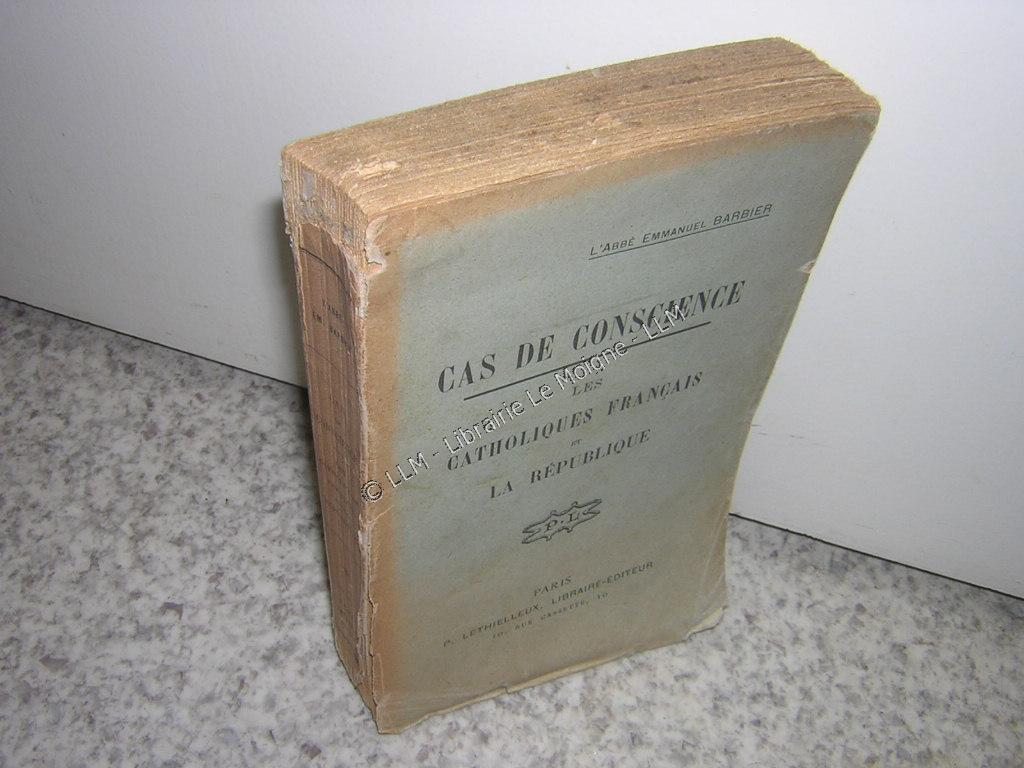 L'ABBÉ EMMANUEL BARBIER
CAS DE CONSCIENCE
LES
CATHOLIQUES FRANÇAIS
ET
LA RÉPUBLIQUE
P. L.
PARIS
P. LETHIELLEUX, LIBRAIRE-ÉDITEUR
10, RUE CASSETTE, 10
© LLM - Librairie Le Moigne - LLM